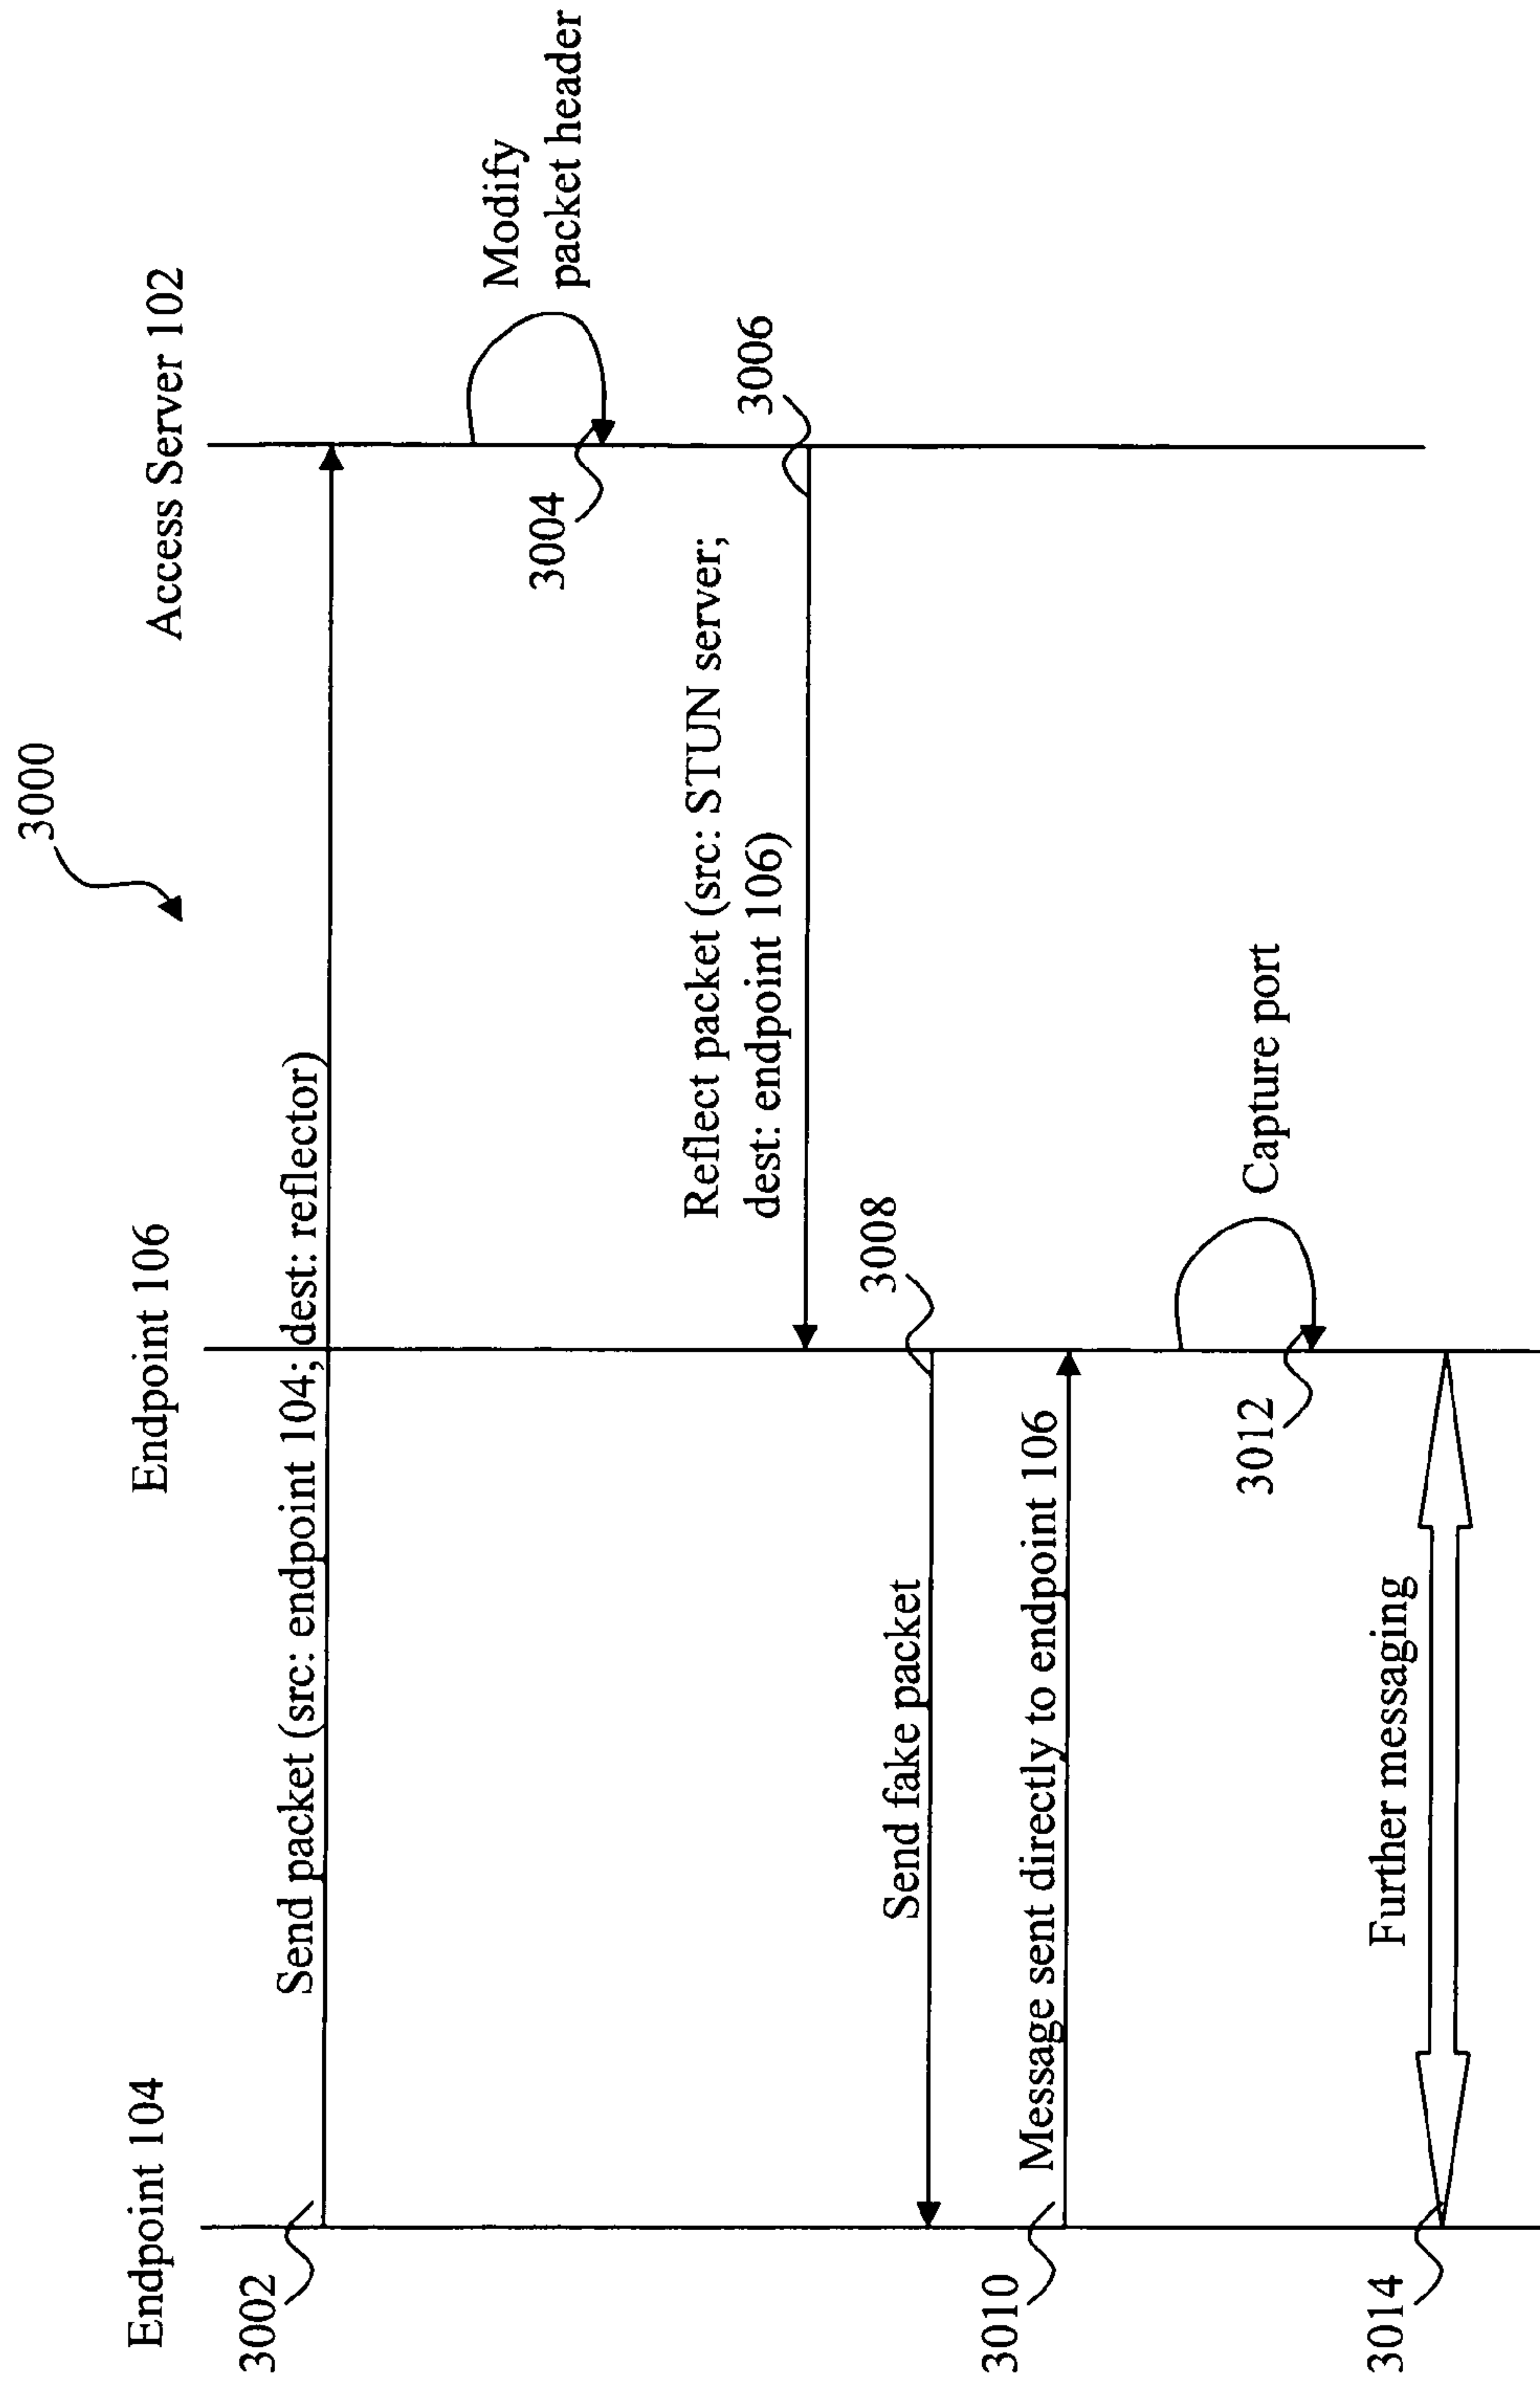 3000
Endpoint 104
Endpoint 106
Access Server 102
3002
Send packet (src: endpoint 104; dest: reflector)
Modify
packet header
3004
Reflect packet (src: STUN server;
dest: endpoint 106)
3006
3008
Send fake packet
3010
Message sent directly to endpoint 106
Capture port
3012
3014
Further messaging